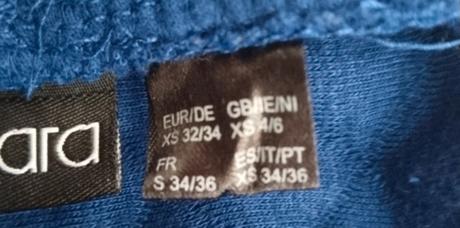 ara
EUR/DE GB/IE/NI
XS 32/34 XS 4/6
FR ES/IT/PT
S 34/36 XS 34/36